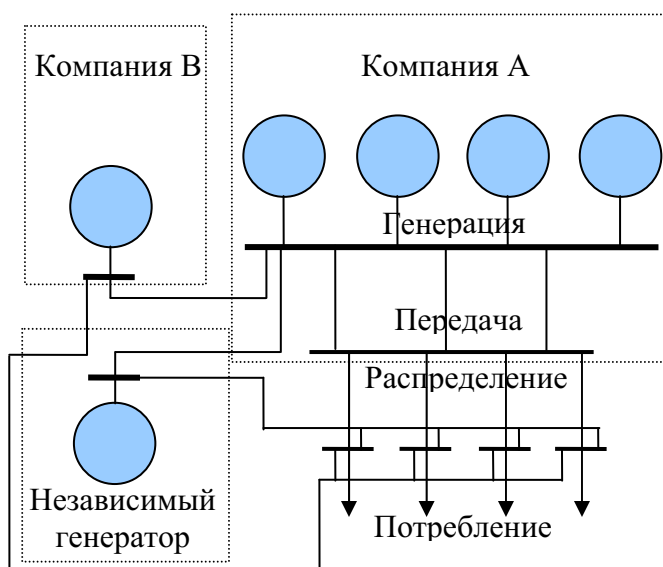 Компания В
Компания А
Генерация
Передача
Распределение
Независимый
генератор
Потребление